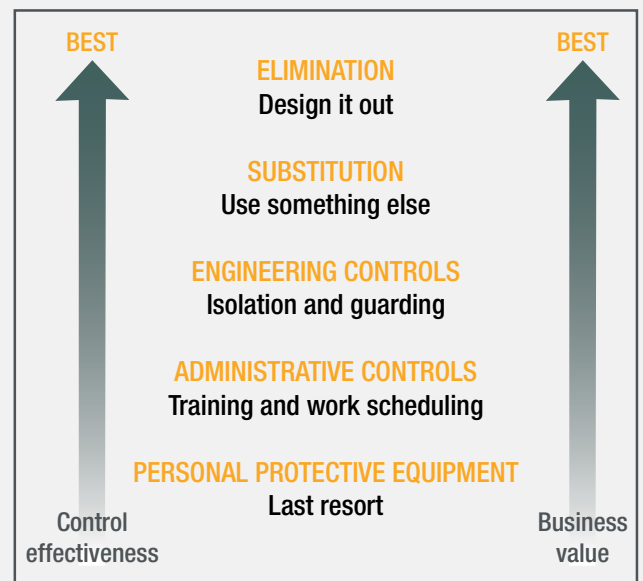 BEST
BEST
ELIMINATION
Design it out
SUBSTITUTION
Use something else
ENGINEERING CONTROLS
Isolation and guarding
ADMINISTRATIVE CONTROLS
Training and work scheduling
PERSONAL PROTECTIVE EQUIPMENT
Last resort
Control
effectiveness
Business
value